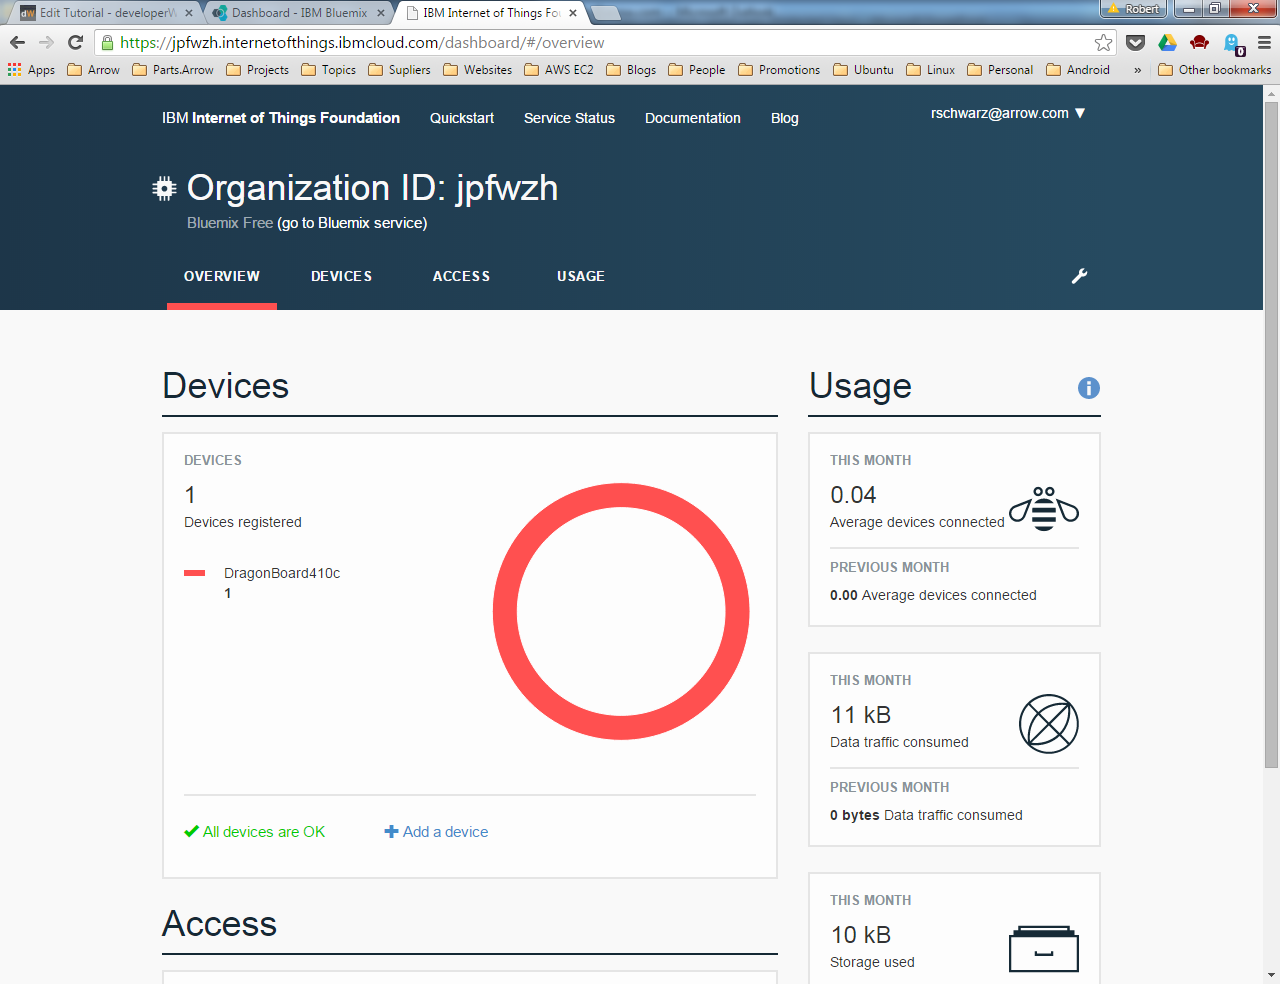 dW Edit Tutorial - developerW
Dashboard - IBM Bluemix
IBM Internet of Things Fou
Robert
https://jpfwzh.internetofthings.ibmcloud.com/dashboard/#/overview
0
Apps Arrow Parts.Arrow Projects Topics Supliers Websites AWS EC2 Blogs People Promotions Ubuntu Linux Personal Android » Other bookmarks
IBM Internet of Things Foundation Quickstart Service Status Documentation Blog rschwarz@arrow.com ▼
Organization ID: jpfwzh
Bluemix Free (go to Bluemix service)
OVERVIEW DEVICES ACCESS USAGE
Devices
DEVICES
1
Devices registered
DragonBoard410c
1
All devices are OK
Add a device
Access
Usage
THIS MONTH
0.04
Average devices connected
PREVIOUS MONTH
0.00 Average devices connected
THIS MONTH
11 kB
Data traffic consumed
PREVIOUS MONTH
0 bytes Data traffic consumed
THIS MONTH
10 kB
Storage used